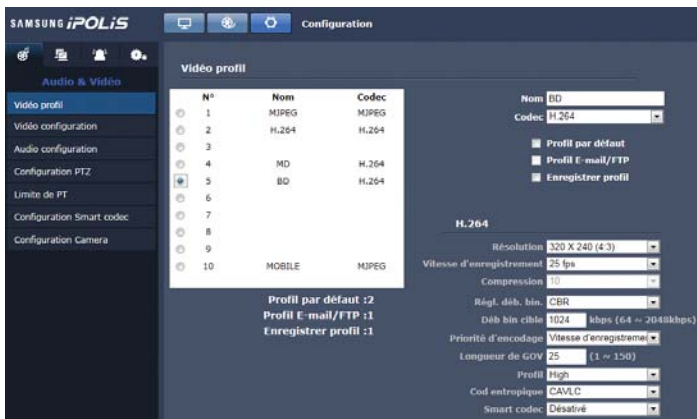 SAMSUNG iPOLiS
Configuration
Audio & Vidéo
Vidéo profil
Vidéo configuration
Audio configuration
Configuration PTZ
Limite de PT
Configuration Smart codec
Configuration Camera
Vidéo profil
N° Nom Codec
1 MJPEG MJPEG
2 H.264 H.264
3
4 MD H.264
5 BD H.264
6
7
8
9
10 MOBILE MJPEG
Profil par défaut :2
Profil E-mail/FTP :1
Enregistrer profil :1
Nom BD
Codec H.264
Profil par défaut
Profil E-mail/FTP
Enregistrer profil
H.264
Résolution 320 X 240 (4:3)
Vitesse d'enregistrement 25 fps
Compression 10
Régl. déb. bin. CBR
Déb bin cible 1024 kbps (64 ~ 2048kbps)
Priorité d'encodage Vitesse d'enregistreme
Longueur de GOV 25 (1 ~ 150)
Profil High
Cod entropique CAVLC
Smart codec Désativé